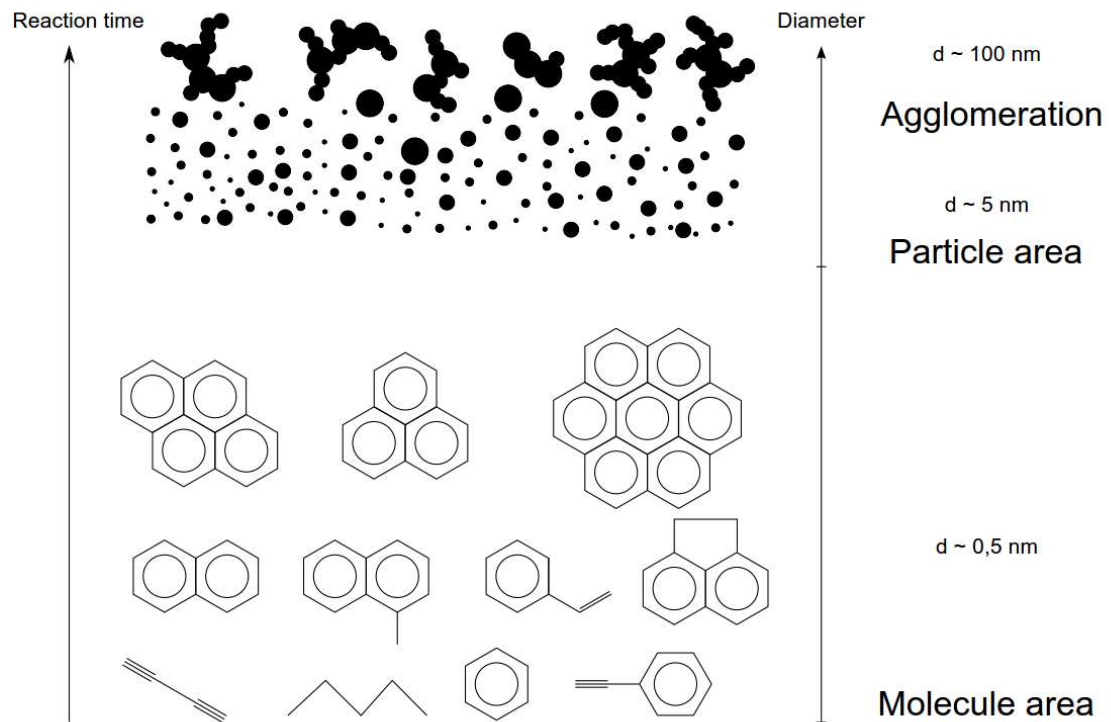 Reaction time
Diameter
d ~ 100 nm
Agglomeration
d ~ 5 nm
Particle area
d ~ 0,5 nm
Molecule area